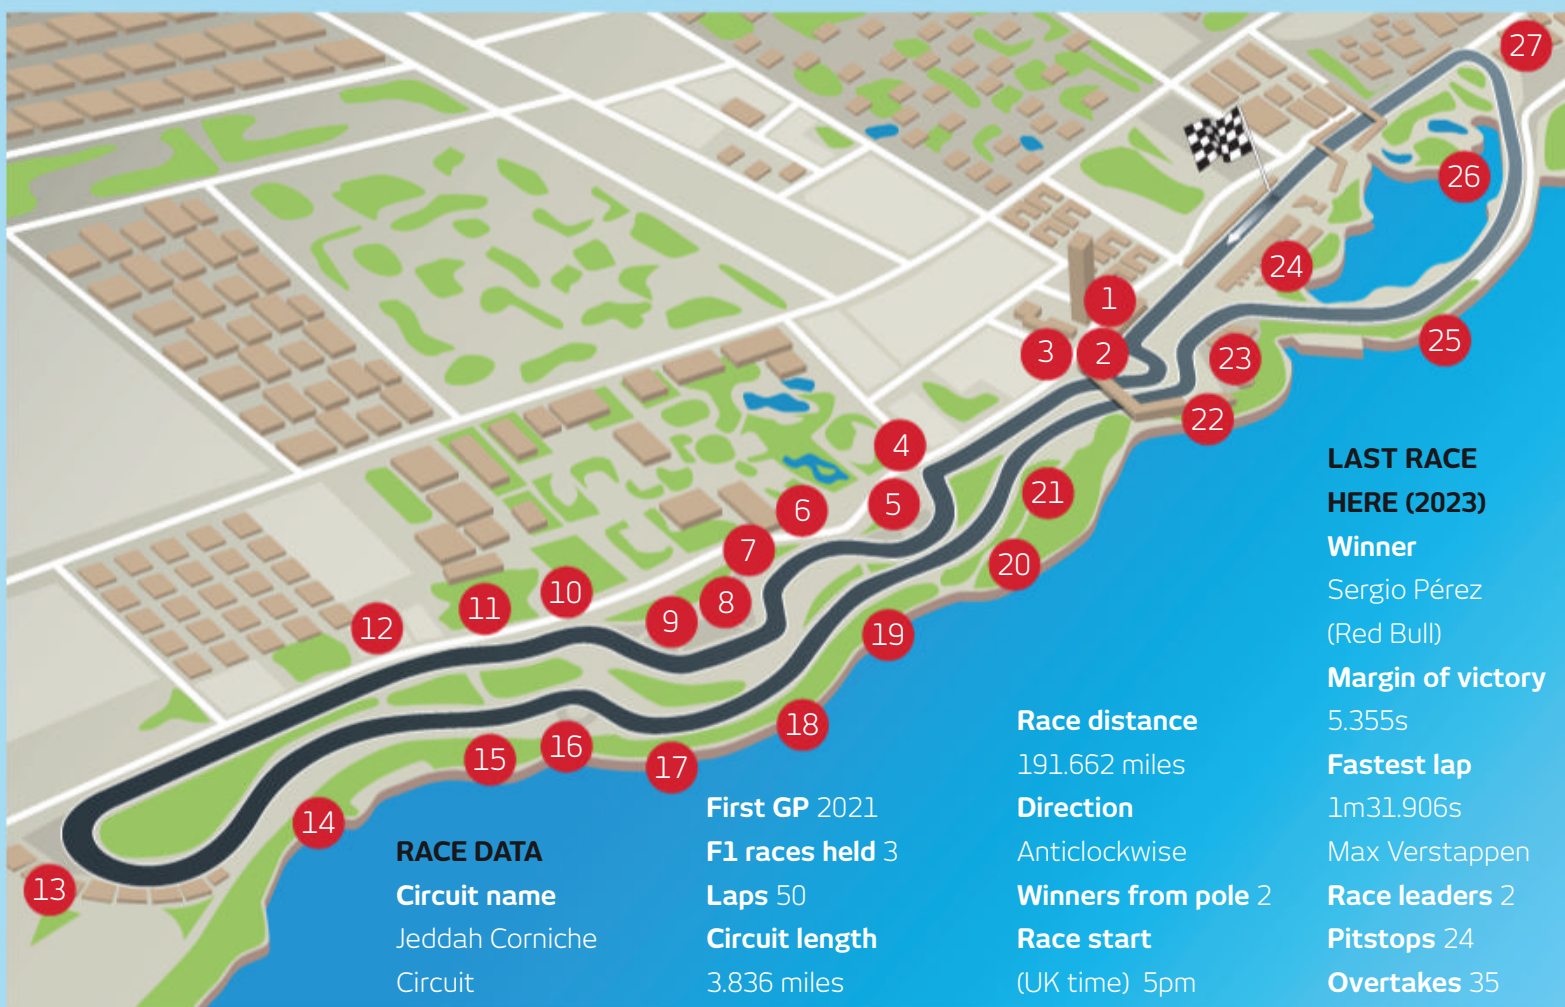 27
26
24
1
3
2
23
25
22
4
5
21
6
7
20
10
8
11
9
12
19
18
16
15
17
14
13
RACE DATA
Circuit name
Jeddah Corniche
Circuit
First GP 2021
F1 races held 3
Laps 50
Circuit length
3.836 miles
Race distance
191.662 miles
Direction
Anticlockwise
Winners from pole 2
Race start
(UK time) 5pm
LAST RACE
HERE (2023)
Winner
Sergio Pérez
(Red Bull)
Margin of victory
5.355s
Fastest lap
1m31.906s
Max Verstappen
Race leaders 2
Pitstops 24
Overtakes 35